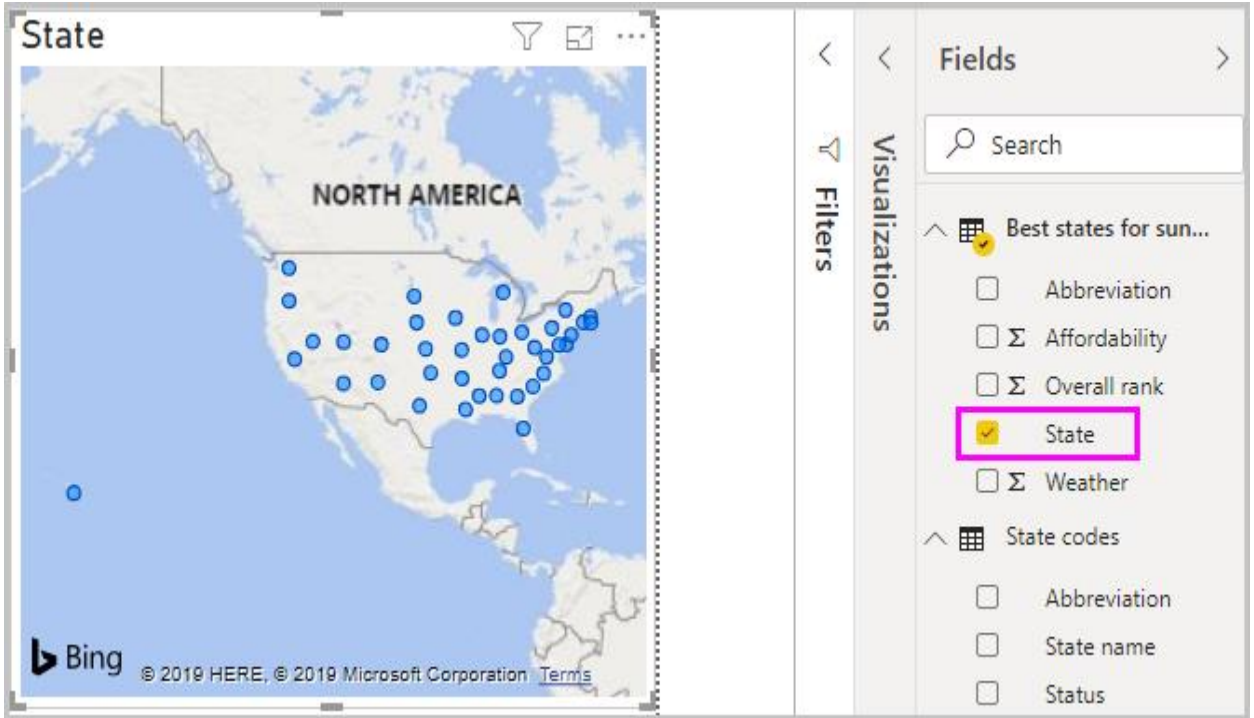 State
NORTH AMERICA
Bing
© 2019 HERE, © 2019 Microsoft Corporation Terms
Filters
Visualizations
Fields
Search
Best states for sun...
Abbreviation
Σ Affordability
Σ Overall rank
State
Σ Weather
State codes
Abbreviation
State name
Status